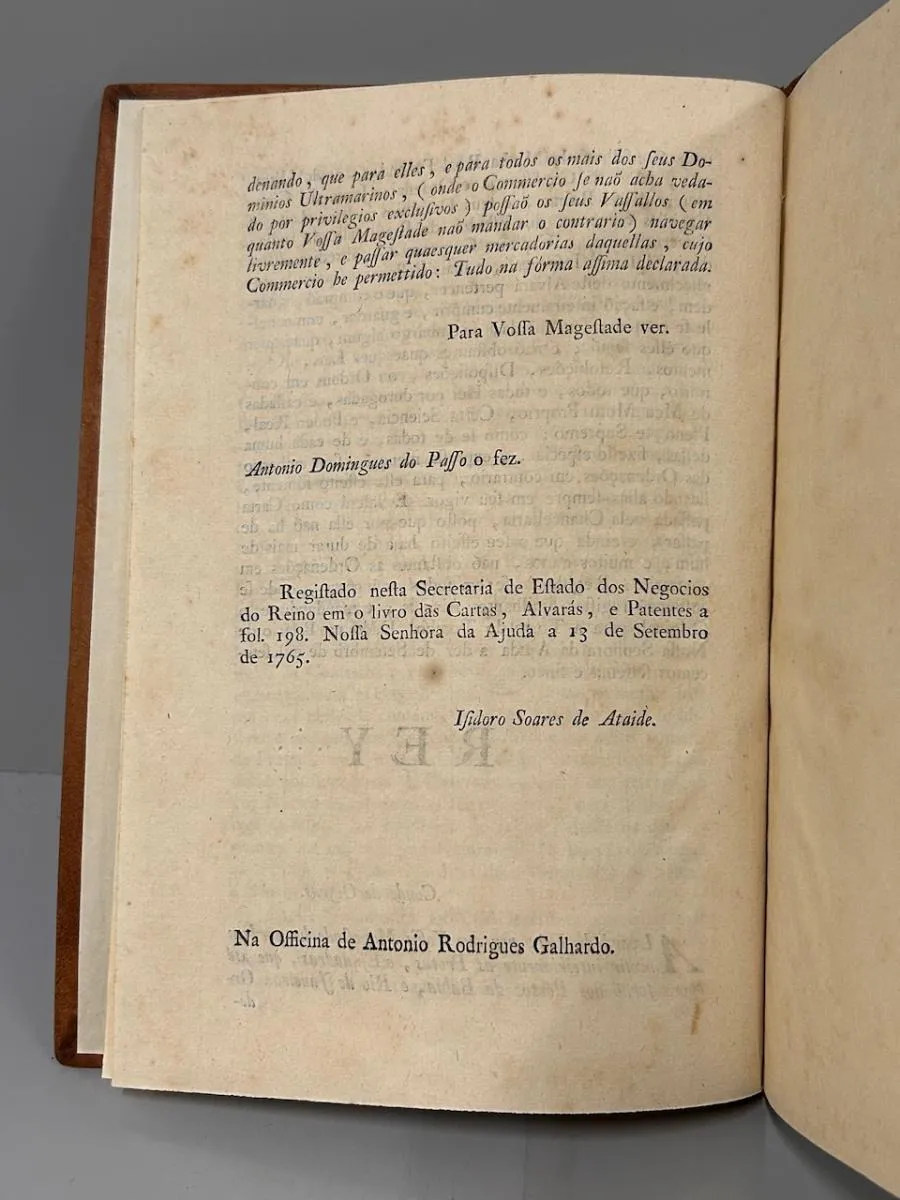 denando, que para elles, e para todos os mais dos ſeus Do-
minios Ultramarinos, (onde o Commercio ſe naõ acha veda-
do por privilegios excluſivos) poſſaõ os ſeus Vaſſallos (em
quanto Voſſa Mageſtade naõ mandar o contrario) navegar
livremente, e paſſar quaesquer mercadorias daquellas, cujo
Commercio he permettido: Tudo na fórma aſſima declarada.
Para Voſſa Mageſtade ver.
Antonio Domingues do Paſſo o fez.
Regiſtado neſta Secretaria de Eſtado dos Negocios
do Reino em o livro das Cartas, Alvarás, e Patentes a
fol. 198. Noſſa Senhora da Ajuda a 13 de Setembro
de 1765.
Iſidoro Soares de Ataide.
Na Officina de Antonio Rodrigues Galhardo.